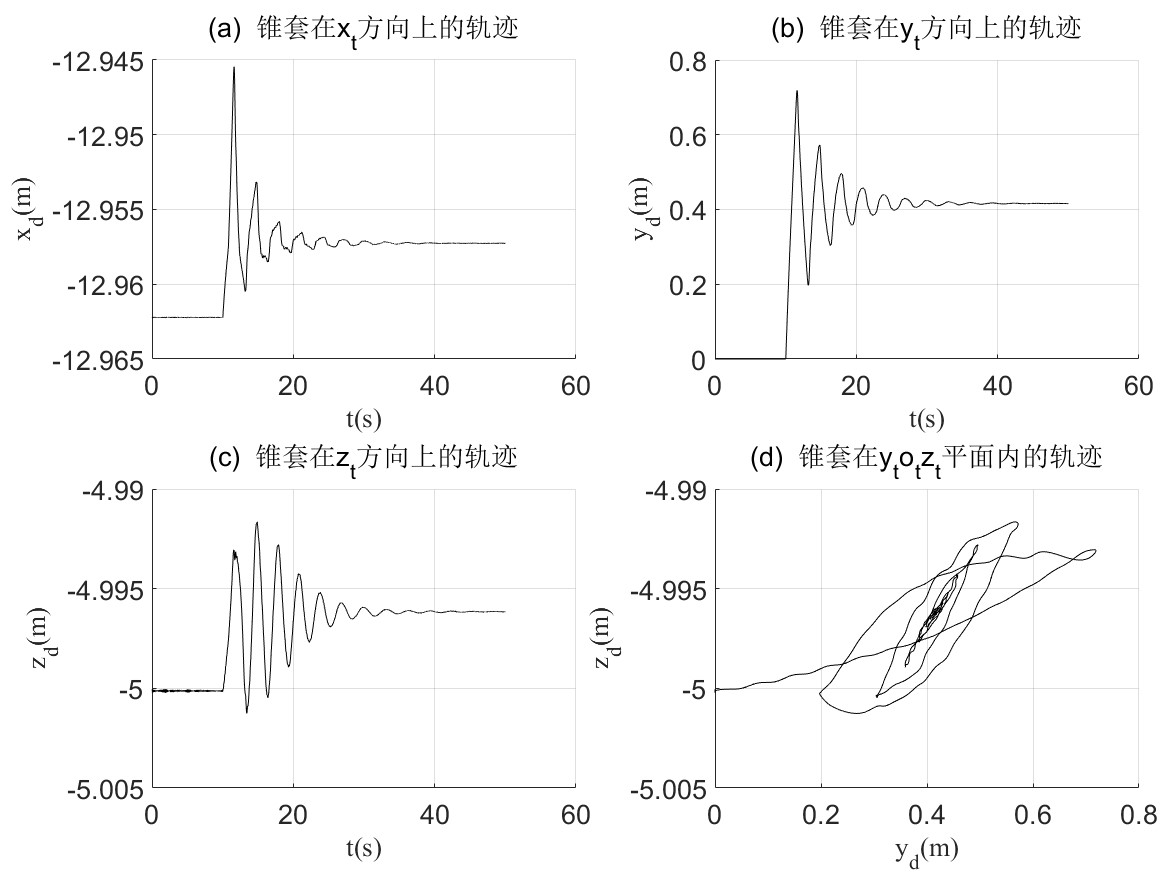 (a) 锥套在xt方向上的轨迹
-12.945
-12.95
-12.955
-12.96
-12.965
xd(m)
0 20 40 60
t(s)
(b) 锥套在yt方向上的轨迹
0.8
0.6
0.4
0.2
0
yd(m)
0 20 40 60
t(s)
(c) 锥套在zt方向上的轨迹
-4.99
-4.995
-5
-5.005
zd(m)
0 20 40 60
t(s)
(d) 锥套在ytotzt平面内的轨迹
-4.99
-4.995
-5
-5.005
zd(m)
0 0.2 0.4 0.6 0.8
yd(m)